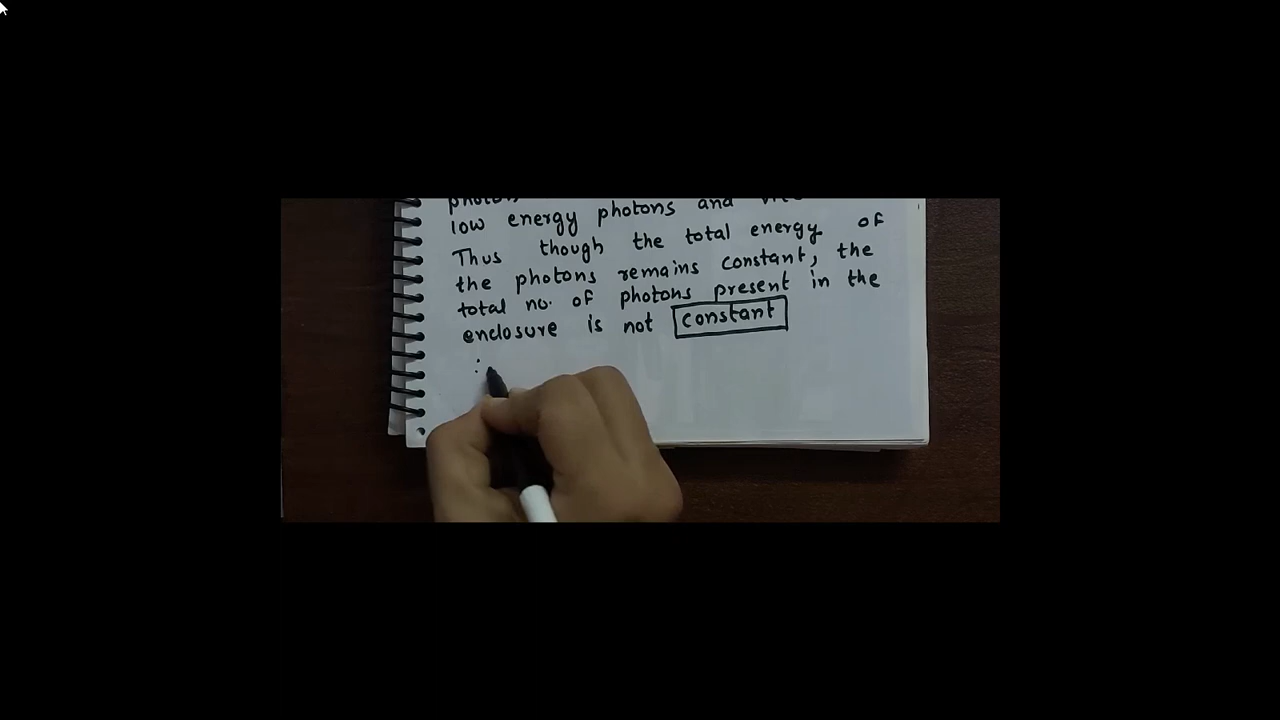 low energy photons and
Thus though the total energy of
the photons remains constant, the
total no. of photons present in the
enclosure is not constant